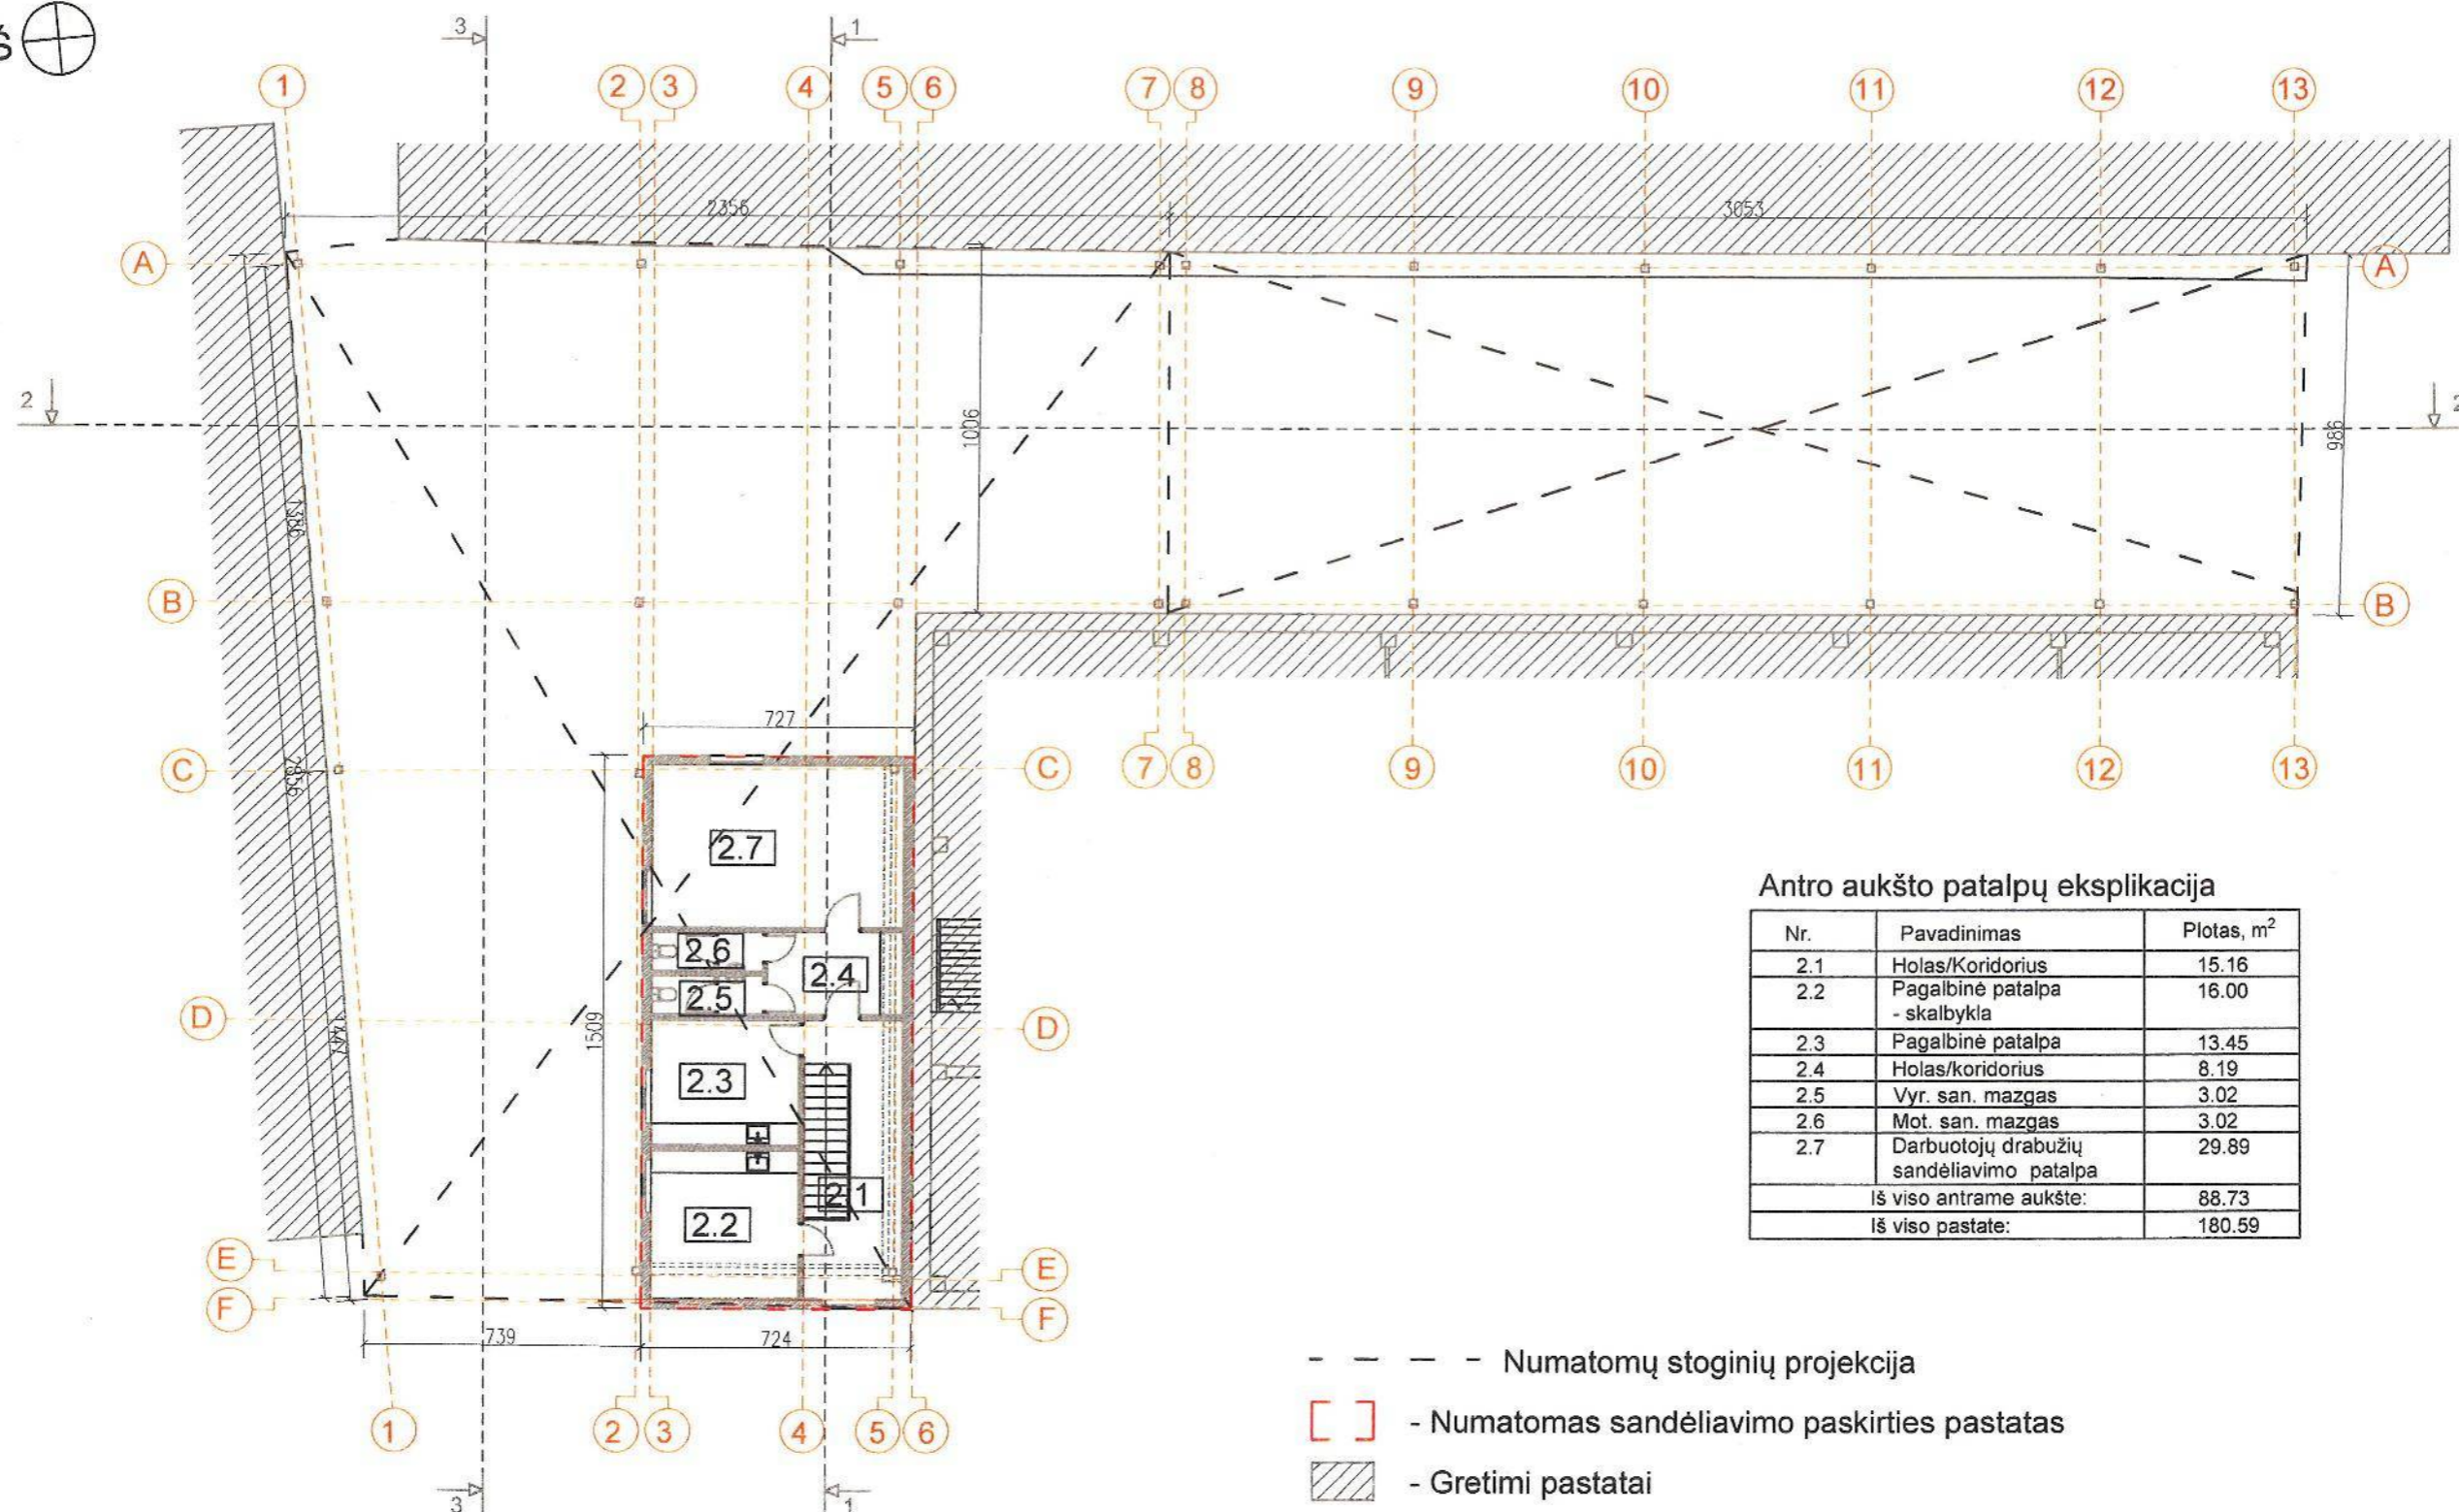 Š
3
1
1
2
3
4
5
6
7
8
9
10
11
12
13
2356
3053
A
A
2
2
1006
986
1386
B
B
727
C
C
7
8
9
10
11
12
13
2856
2.7
2.6
2.4
2.5
D
D
1509
1447
2.3
2.1
2.2
E
E
F
F
739
724
1
2
3
4
5
6
3
1
Antro aukšto patalpų eksplikacija
Nr. Pavadinimas Plotas, m²
2.1 Holas/Koridorius 15.16
2.2 Pagalbinė patalpa 16.00
- skalbykla
2.3 Pagalbinė patalpa 13.45
2.4 Holas/koridorius 8.19
2.5 Vyr. san. mazgas 3.02
2.6 Mot. san. mazgas 3.02
2.7 Darbuotojų drabužių 29.89
sandėliavimo patalpa
Iš viso antrame aukšte: 88.73
Iš viso pastate: 180.59
Numatomų stoginių projekcija
- Numatomas sandėliavimo paskirties pastatas
- Gretimi pastatai